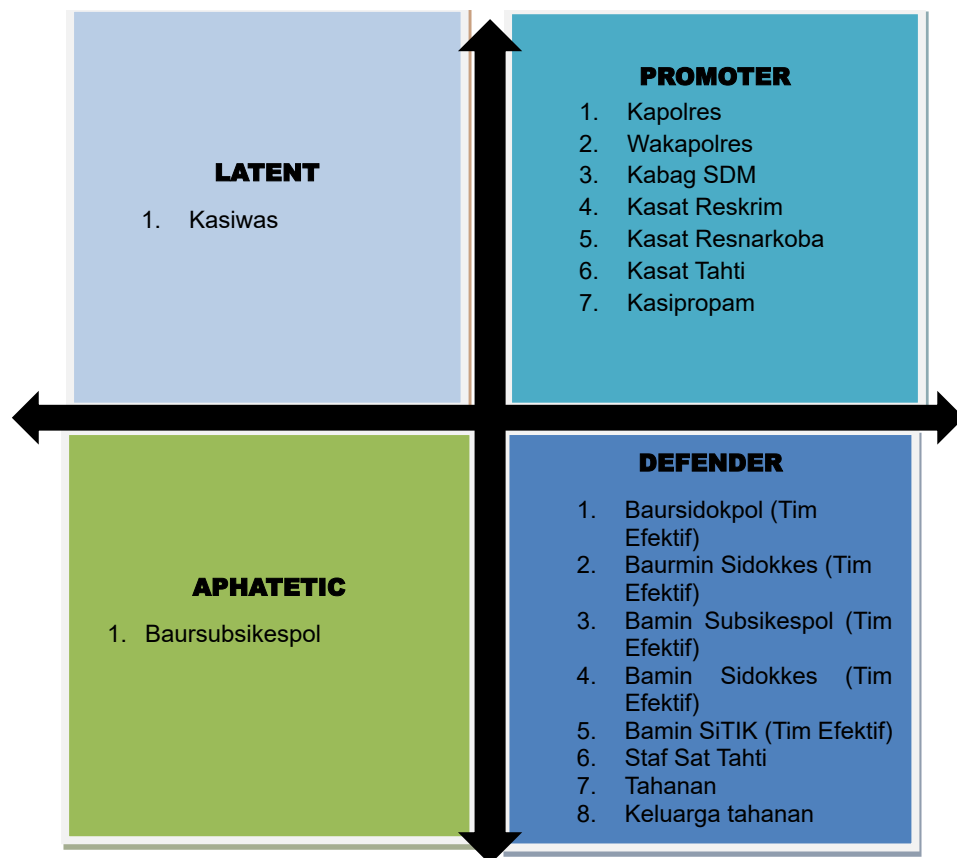 LATENT
1. Kasiwas
PROMOTER
1. Kapolres
2. Wakapolres
3. Kabag SDM
4. Kasat Reskrim
5. Kasat Resnarkoba
6. Kasat Tahti
7. Kasipropam
APHATETIC
1. Baursubsikespol
DEFENDER
1. Baursidokpol (Tim
Efektif)
2. Baurmin Sidokkes (Tim
Efektif)
3. Bamin Subsikespol (Tim
Efektif)
4. Bamin Sidokkes (Tim
Efektif)
5. Bamin SiTIK (Tim Efektif)
6. Staf Sat Tahti
7. Tahanan
8. Keluarga tahanan